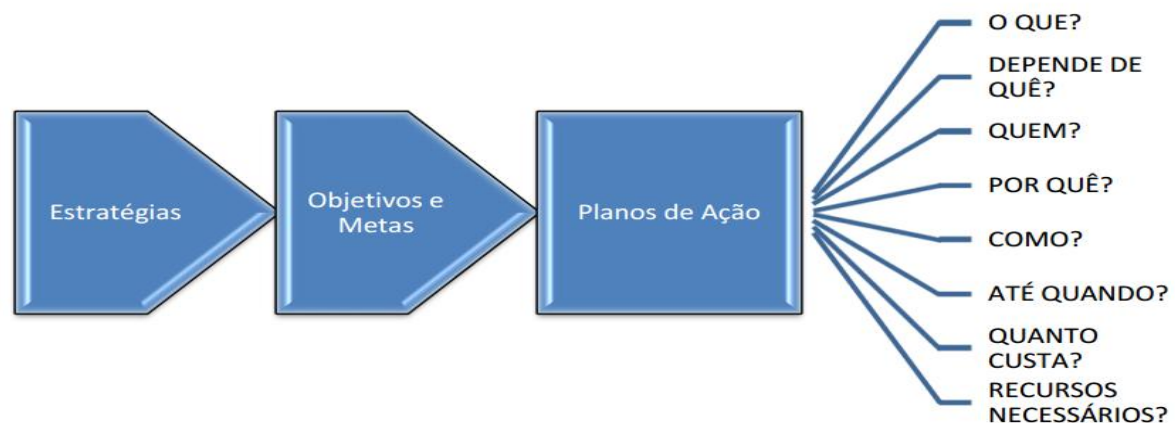 Estratégias
Objetivos e
Metas
Planos de Ação
O QUE?
DEPENDE DE
QUÊ?
QUEM?
POR QUÊ?
COMO?
ATÉ QUANDO?
QUANTO
CUSTA?
RECURSOS
NECESSÁRIOS?